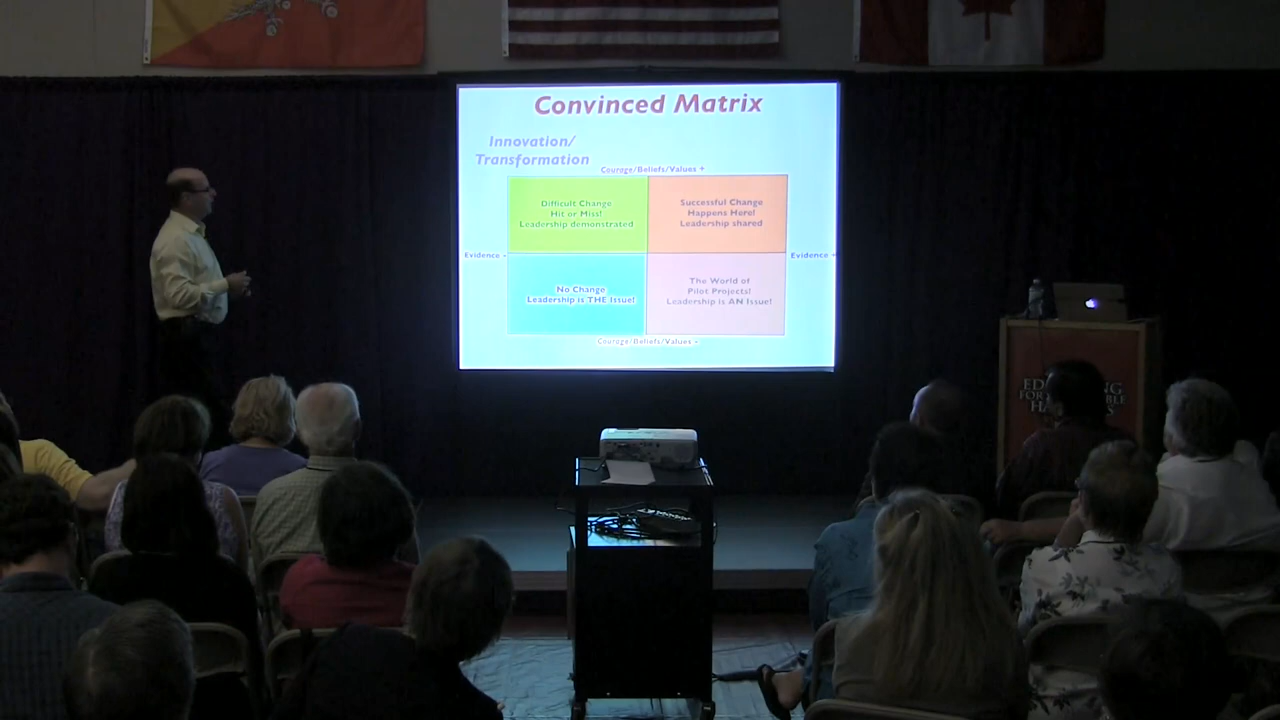 Convinced Matrix
Innovation/
Transformation
Courage/Beliefs/Values +
Difficult Change
Hit or Miss!
Leadership demonstrated
Successful Change
Happens Here!
Leadership shared
Evidence -
Evidence +
No Change
Leadership is THE Issue!
The World of
Pilot Projects!
Leadership is AN Issue!
Courage/Beliefs/Values -
FOR